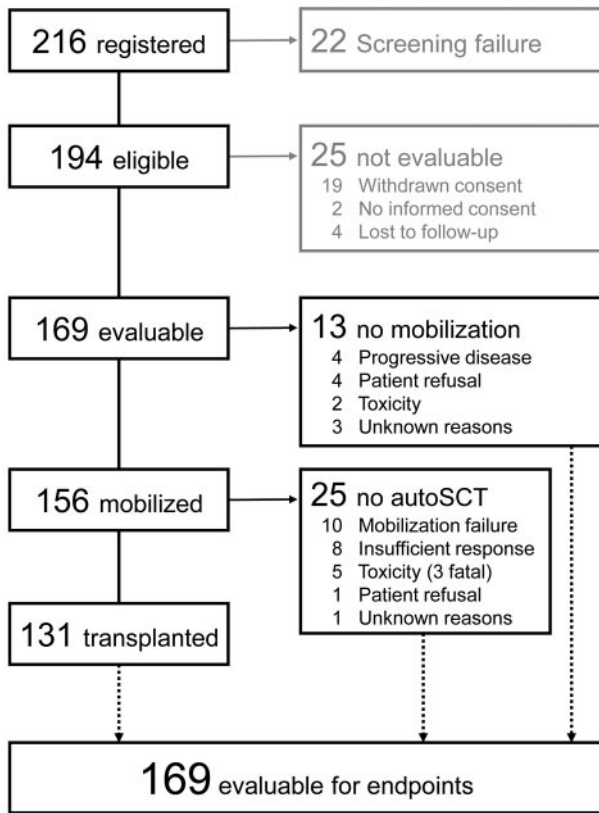 216 registered
22 Screening failure
194 eligible
25 not evaluable
19 Withdrawn consent
2 No informed consent
4 Lost to follow-up
169 evaluable
13 no mobilization
4 Progressive disease
4 Patient refusal
2 Toxicity
3 Unknown reasons
156 mobilized
25 no autoSCT
10 Mobilization failure
8 Insufficient response
5 Toxicity (3 fatal)
1 Patient refusal
1 Unknown reasons
131 transplanted
169 evaluable for endpoints